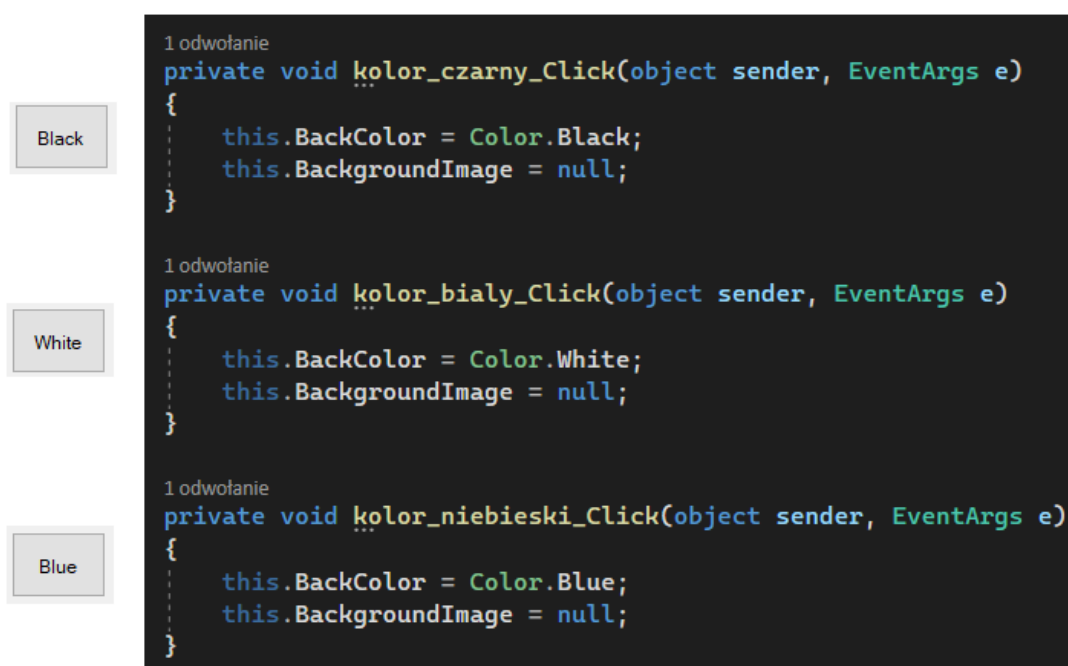 1 odwołanie
private void kolor_czarny_Click(object sender, EventArgs e)
{
Black
this.BackColor = Color.Black;
this.BackgroundImage = null;
}
1 odwołanie
private void kolor_bialy_Click(object sender, EventArgs e)
{
White
this.BackColor = Color.White;
this.BackgroundImage = null;
}
1 odwołanie
private void kolor_niebieski_Click(object sender, EventArgs e)
{
Blue
this.BackColor = Color.Blue;
this.BackgroundImage = null;
}